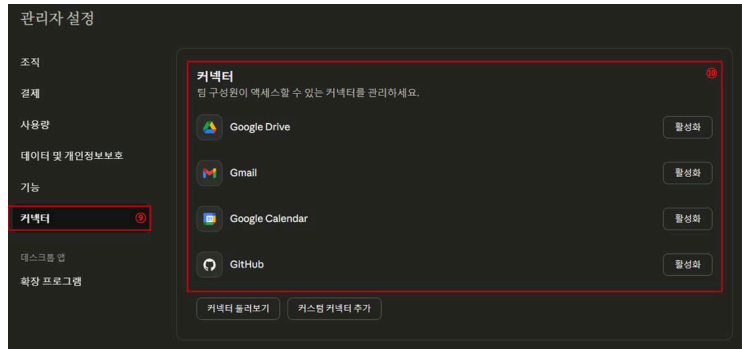 관리자 설정
조직
결제
사용량
데이터 및 개인정보보호
기능
커넥터 ⑨
데스크톱 앱
확장 프로그램
커넥터 ⑩
팀 구성원이 액세스할 수 있는 커넥터를 관리하세요.
Google Drive 활성화
Gmail 활성화
Google Calendar 활성화
GitHub 활성화
커넥터 둘러보기 커스텀 커넥터 추가